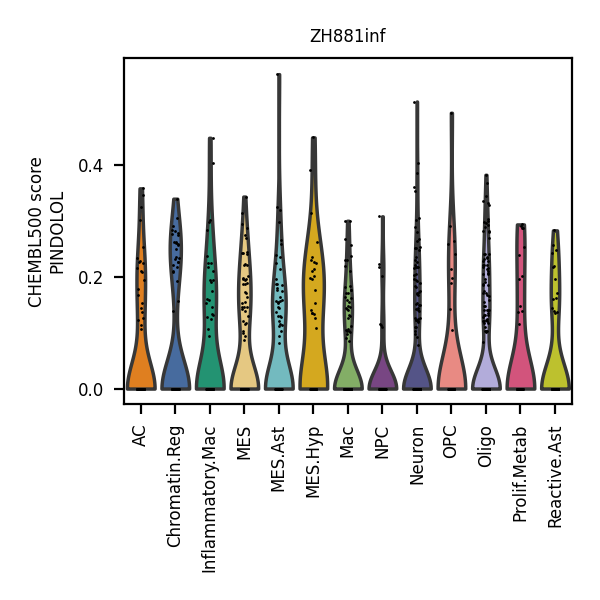 ZH881inf
CHEMBL500 score
PINDOLOL
0.4
0.2
0.0
AC
Chromatin.Reg
Inflammatory.Mac
MES
MES.Ast
MES.Hyp
Mac
NPC
Neuron
OPC
Oligo
Prolif.Metab
Reactive.Ast